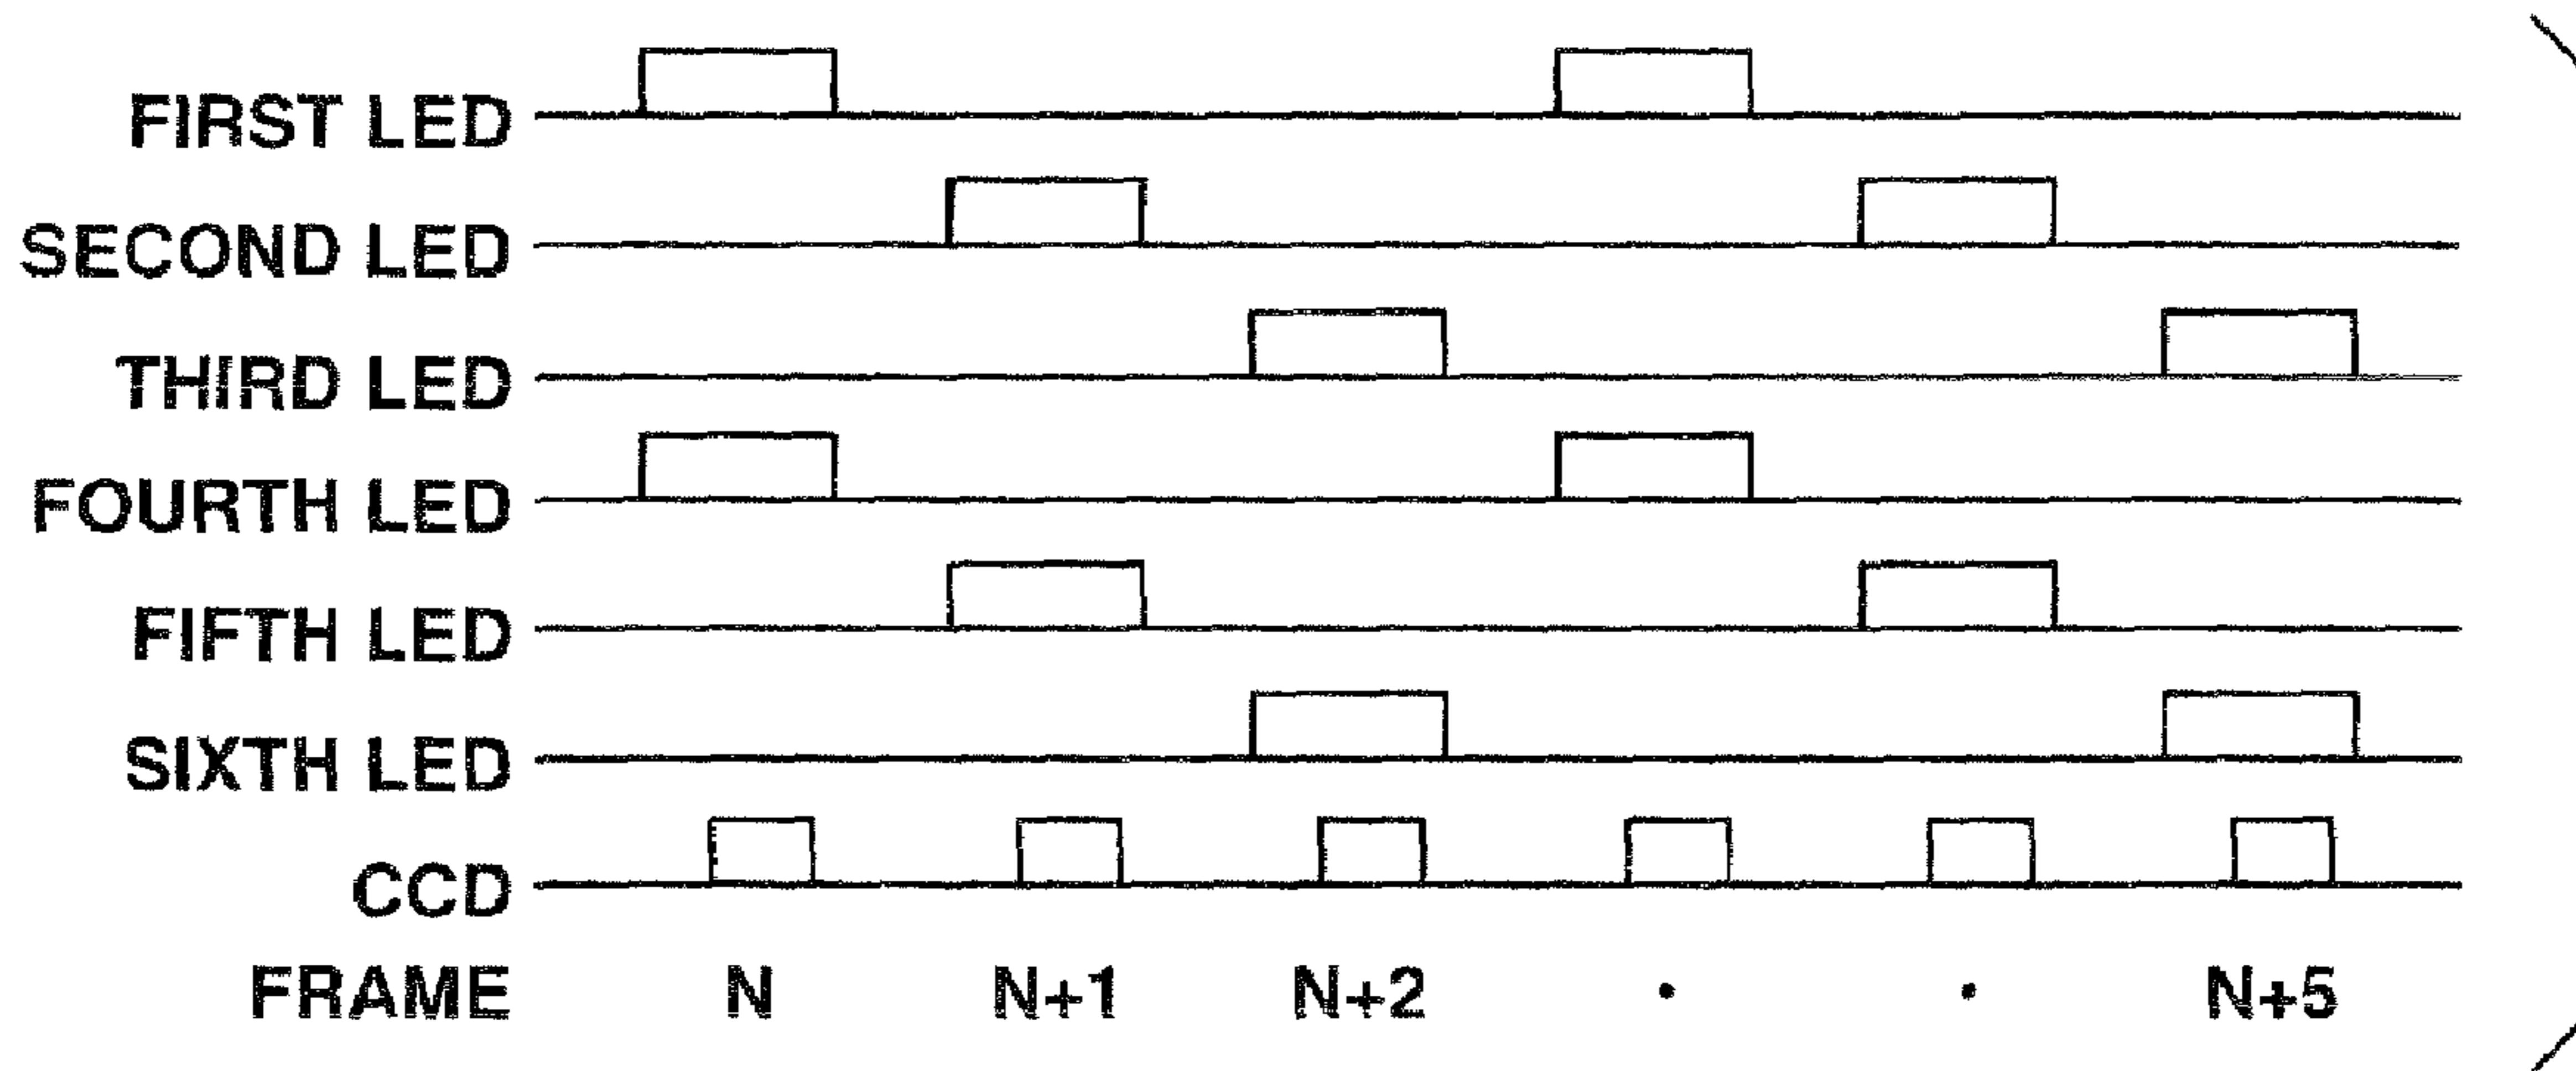 FIRST LED
SECOND LED
THIRD LED
FOURTH LED
FIFTH LED
SIXTH LED
CCD
FRAME N N+1 N+2 • • N+5